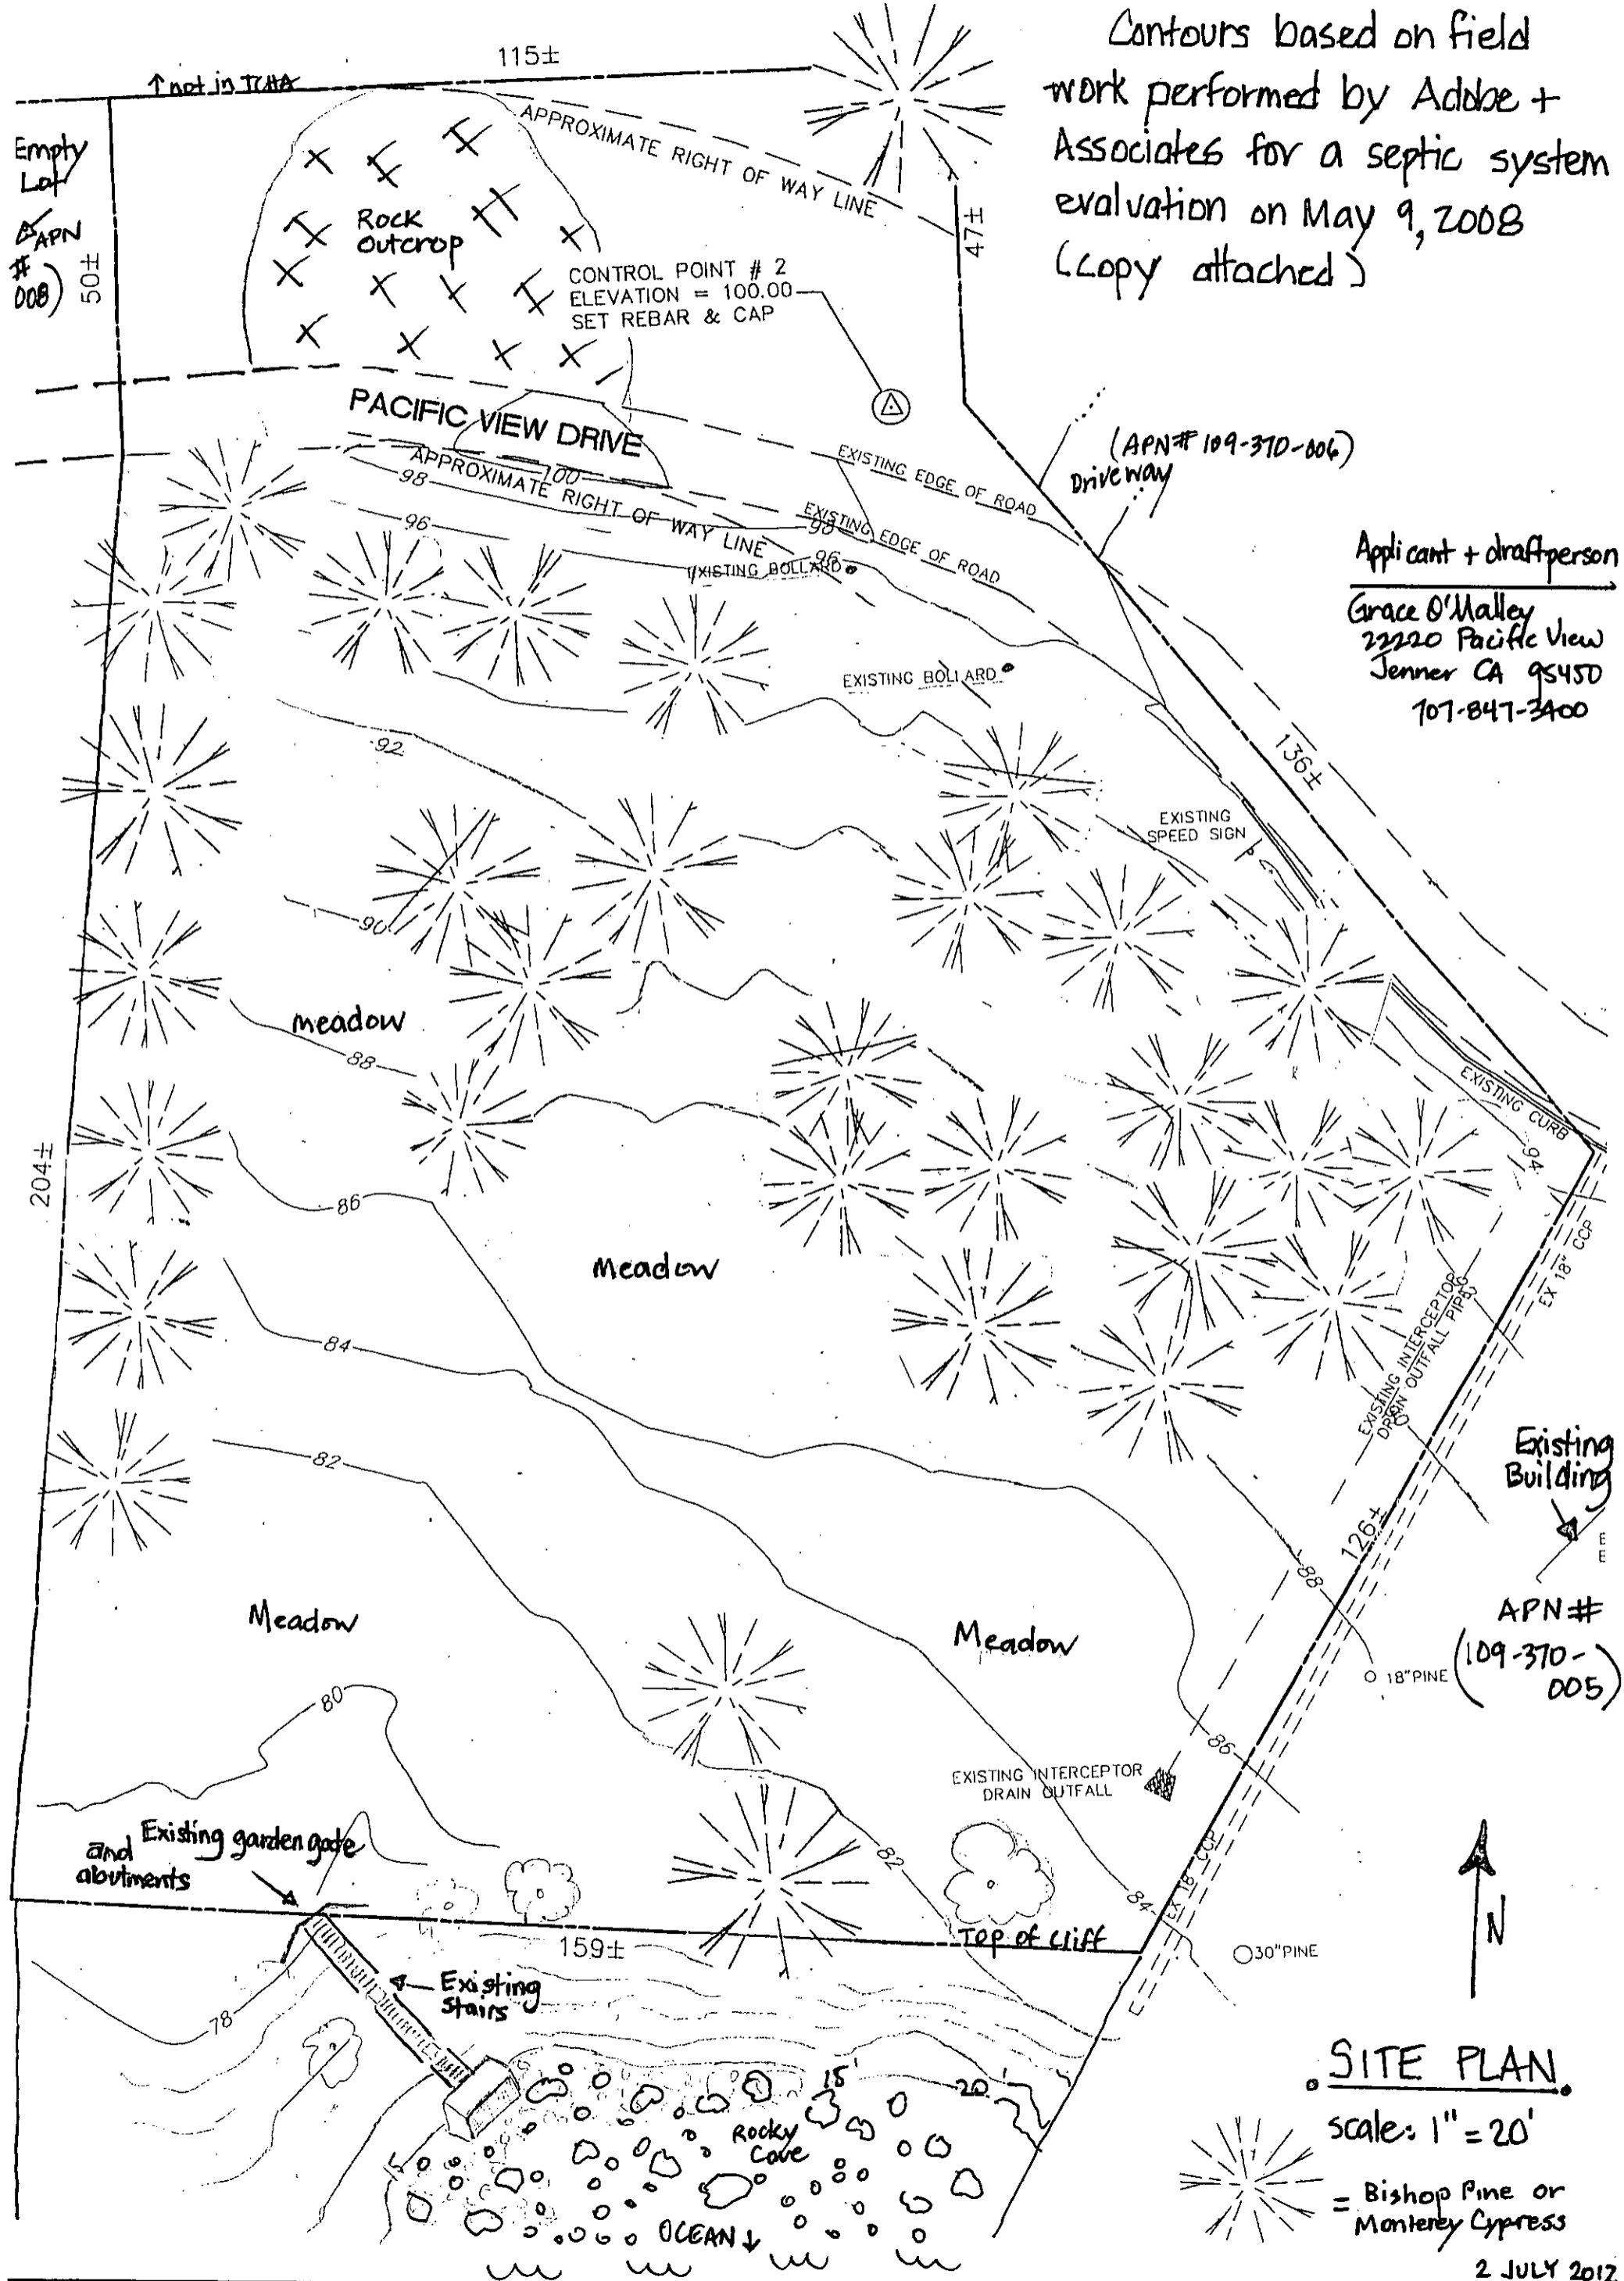 Contours based on field
work performed by Adobe +
Associates for a septic system
evaluation on May 9, 2008
(copy attached)
115±
↑ not in TCHA
Empty
Lot
APN
#
008)
50±
APPROXIMATE RIGHT OF WAY LINE
Rock
outcrop
47±
CONTROL POINT # 2
ELEVATION = 100.00
SET REBAR & CAP
PACIFIC VIEW DRIVE
(APN# 109-370-006)
Driveway
EXISTING EDGE OF ROAD
100
APPROXIMATE RIGHT OF WAY LINE
98
96
98
EXISTING EDGE OF ROAD
96
EXISTING BOLLARD
Applicant + draftperson
Grace O'Malley
22220 Pacific View
Jenner CA 95450
707-847-3400
EXISTING BOLLARD
92
136±
EXISTING
SPEED SIGN
90
meadow
88
EXISTING CURB
94
204±
86
Meadow
EX 18" CCP
EXISTING INTERCEPTOR
DRAIN OUTFALL PIPE
84
82
Existing
Building
E
E
126±
88
APN#
(109-370-
005)
Meadow
Meadow
18"PINE
80
86
EXISTING INTERCEPTOR
DRAIN OUTFALL
Existing garden gate
and
abutments
82
84
EX 18" CCP
N
159±
Top of Cliff
30"PINE
Existing
Stairs
78
15'
20'
Rocky
Cove
15
OCEAN ↓
SITE PLAN
scale: 1" = 20'
= Bishop Pine or
Monterey Cypress
2 JULY 2012